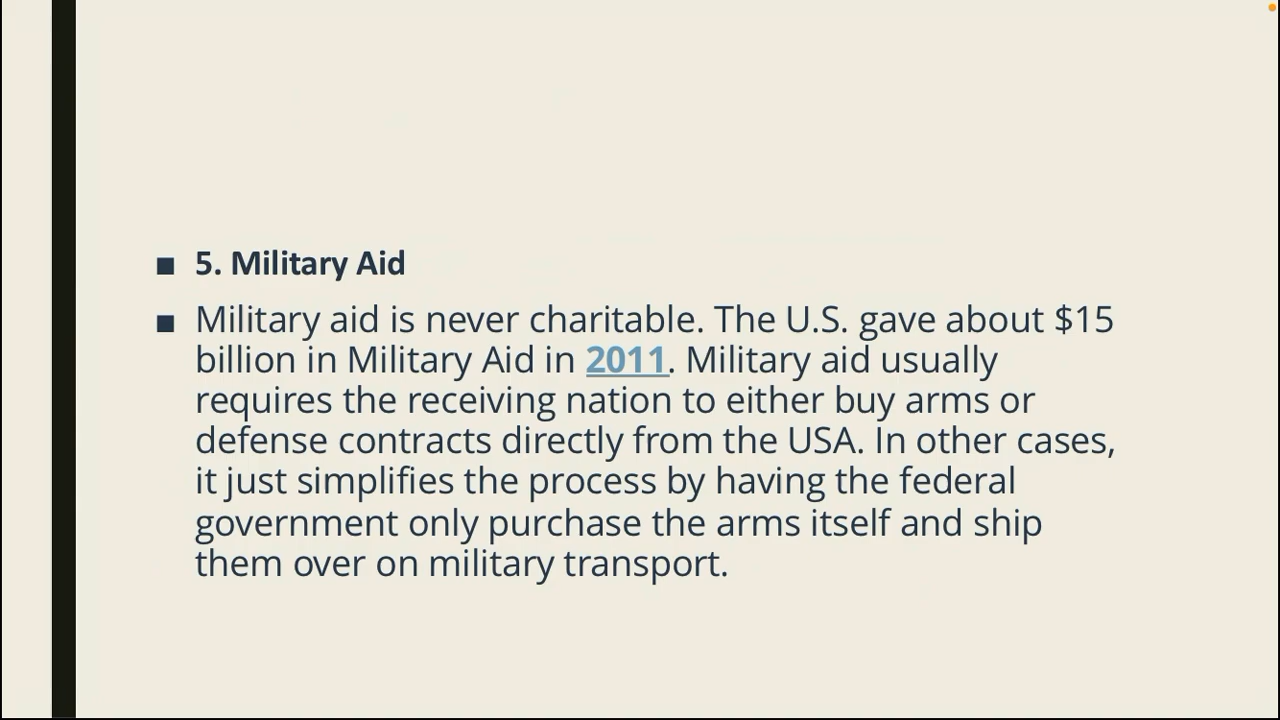 ■ 5. Military Aid
■ Military aid is never charitable. The U.S. gave about $15
billion in Military Aid in 2011. Military aid usually
requires the receiving nation to either buy arms or
defense contracts directly from the USA. In other cases,
it just simplifies the process by having the federal
government only purchase the arms itself and ship
them over on military transport.